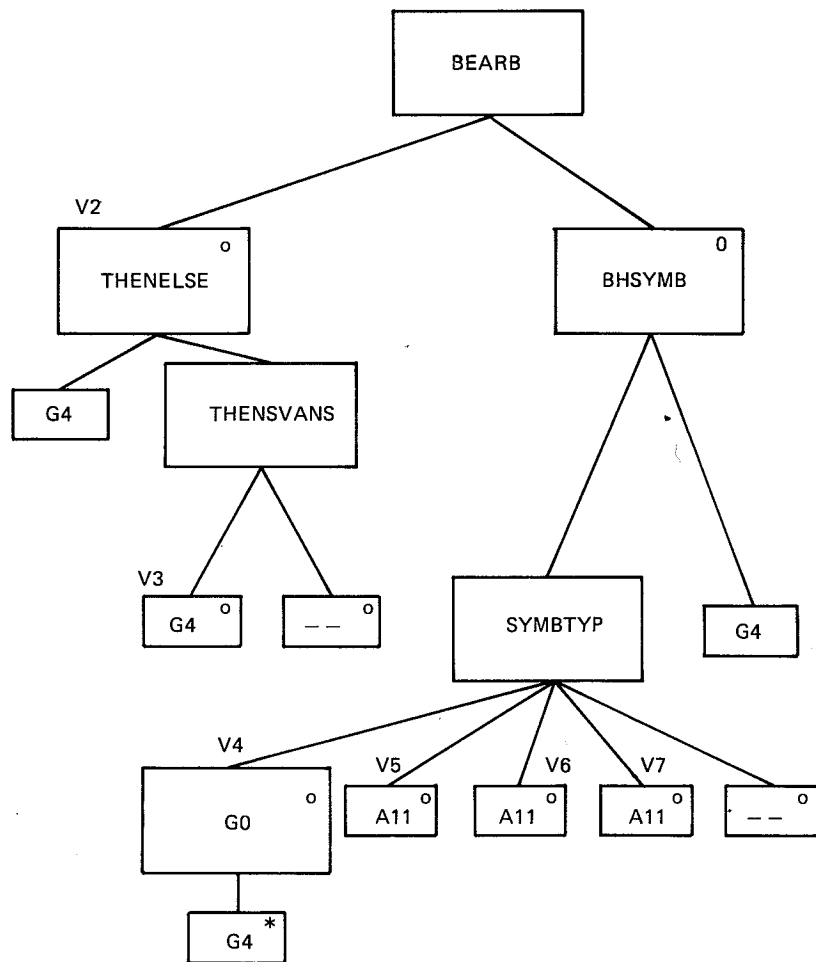 BEARB
V2
o
THENELSE
0
BHSYMB
G4
THENSVANS
V3
G4 o
-- o
SYMBTYP
G4
V4
G0 o
V5
A11 o
V6
A11 o
V7
A11 o
-- o
G4 *